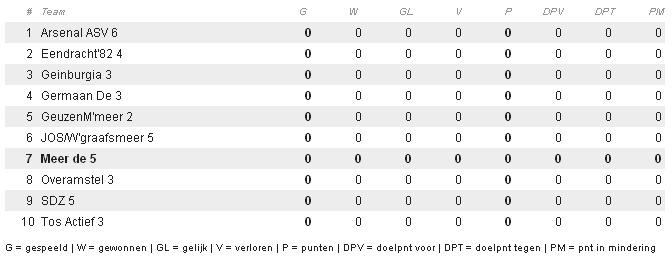 # Team G W GL V P DPV DPT PM
1 Arsenal ASV 6 0 0 0 0 0 0 0 0
2 Eendracht'82 4 0 0 0 0 0 0 0 0
3 Geinburgia 3 0 0 0 0 0 0 0 0
4 Germaan De 3 0 0 0 0 0 0 0 0
5 GeuzenM'meer 2 0 0 0 0 0 0 0 0
6 JOS/W'graafsmeer 5 0 0 0 0 0 0 0 0
7 Meer de 5 0 0 0 0 0 0 0 0
8 Overamstel 3 0 0 0 0 0 0 0 0
9 SDZ 5 0 0 0 0 0 0 0 0
10 Tos Actief 3 0 0 0 0 0 0 0 0
G = gespeeld | W = gewonnen | GL = gelijk | V = verloren | P = punten | DPV = doelpnt voor | DPT = doelpnt tegen | PM = pnt in mindering